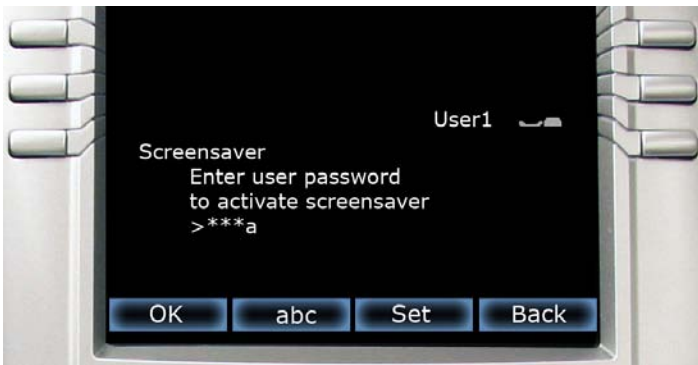 User1
Screensaver
Enter user password
to activate screensaver
>***a
OK abc Set Back